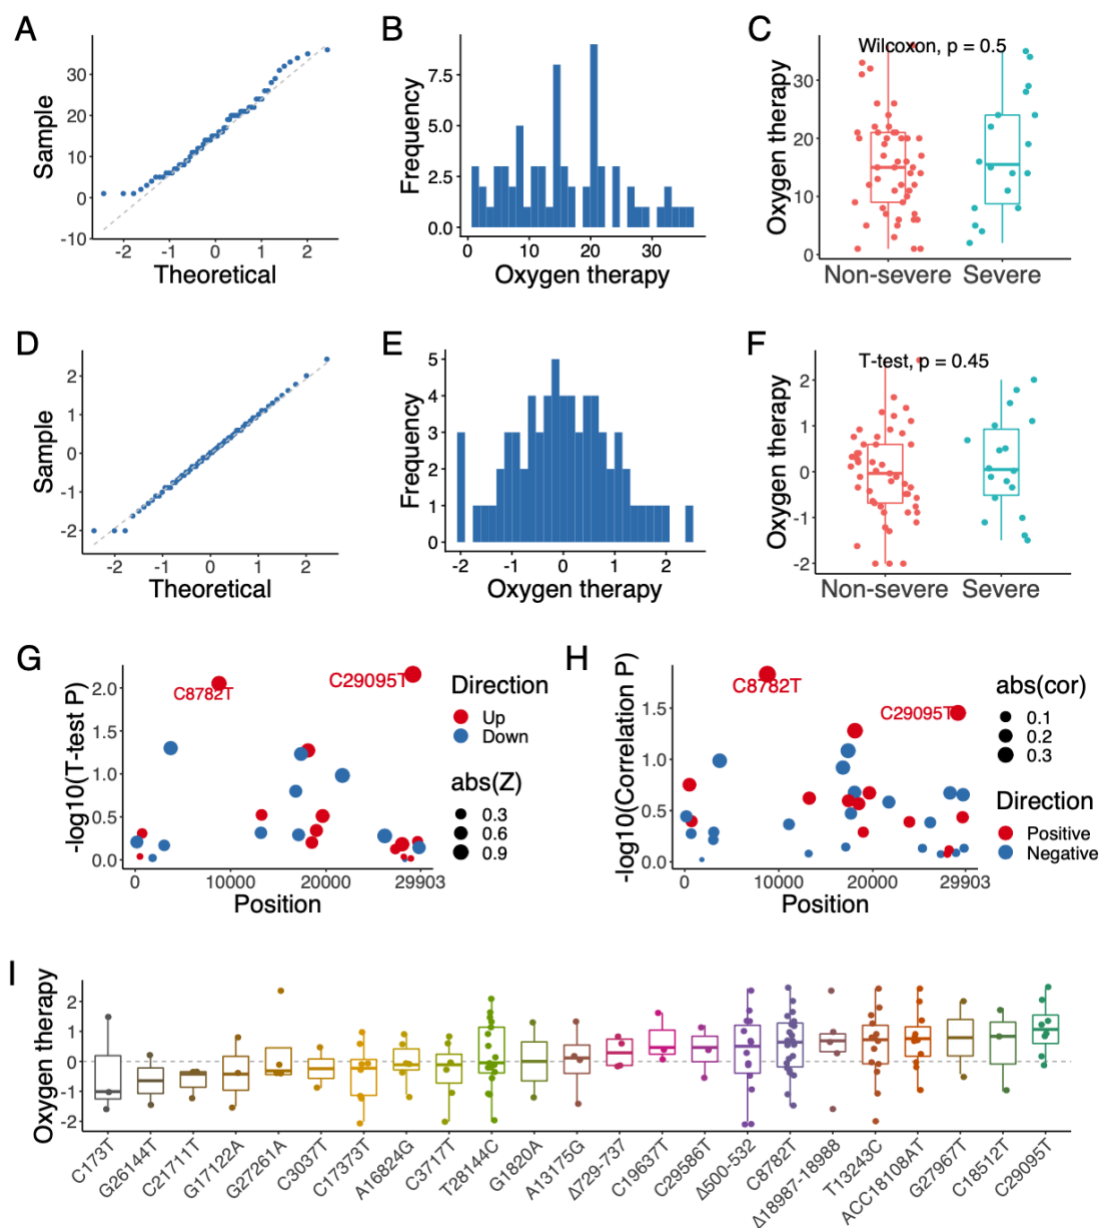 A
Sample
30
20
10
0
-10
-2 -1 0 1 2
Theoretical
B
Frequency
7.5
5.0
2.5
0.0
0 10 20 30
Oxygen therapy
C
Wilcoxon, p = 0.5
Oxygen therapy
30
20
10
0
Non-severe Severe
D
Sample
2
1
0
-1
-2
-2 -1 0 1 2
Theoretical
E
Frequency
5
4
3
2
1
0
-2 -1 0 1 2
Oxygen therapy
F
T-test, p = 0.45
Oxygen therapy
2
1
0
-1
-2
Non-severe Severe
G
-log10(T-test P)
2.0
1.5
1.0
0.5
0.0
C8782T
C29095T
0 10000 20000 29903
Position
Direction
Up
Down
abs(Z)
0.3
0.6
0.9
H
-log10(Correlation P)
1.5
1.0
0.5
0.0
C8782T
C29095T
0 10000 20000 29903
Position
abs(cor)
0.1
0.2
0.3
Direction
Positive
Negative
I
Oxygen therapy
2
1
0
-1
-2
C173T
G26144T
C21711T
G17122A
G27261A
C3037T
C17373T
A16824G
C3717T
T28144C
G1820A
A13175G
Δ729-737
C19637T
C29586T
Δ500-532
C8782T
Δ18987-18988
T13243C
ACC18108AT
G27967T
C18512T
C29095T